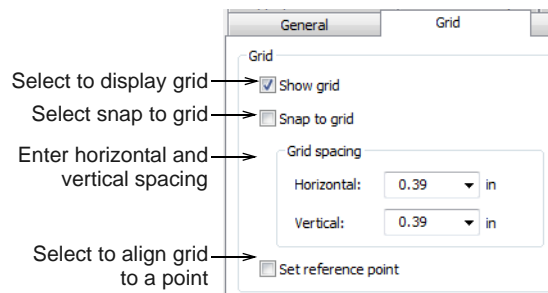 General Grid
Grid
Select to display grid Show grid
Select snap to grid Snap to grid
Enter horizontal and
vertical spacing
Grid spacing
Horizontal: 0.39 in
Vertical: 0.39 in
Select to align grid
to a point
Set reference point